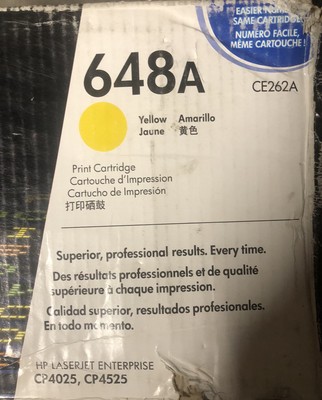 EASIER
SAME CARTRIDGE
NUMÉRO FACILE,
MÊME CARTOUCHE !
648A
CE262A
Yellow Amarillo
Jaune 黄色
Print Cartridge
Cartouche d'Impression
Cartucho de Impresión
打印硒鼓
Superior, professional results. Every time.
Des résultats professionnels et de qualité
supérieure à chaque impression.
Calidad superior, resultados profesionales.
En todo momento.
HP LASERJET ENTERPRISE
CP4025, CP4525